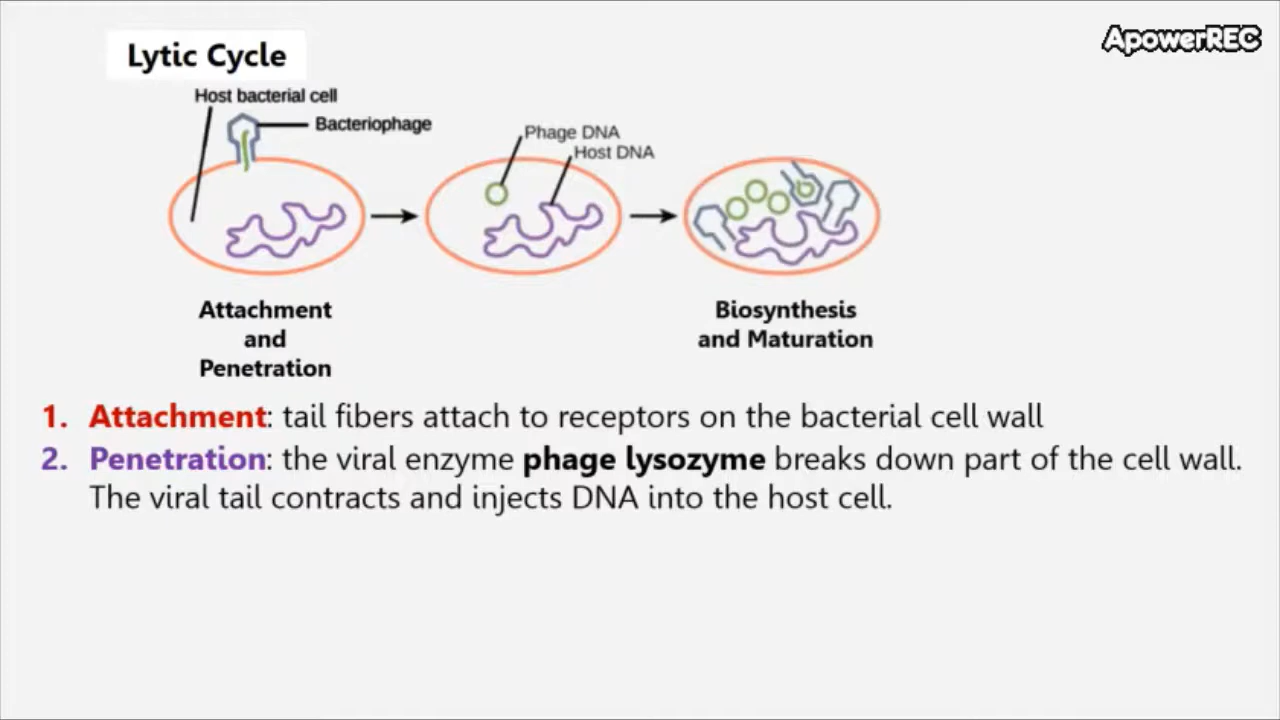 Lytic Cycle
ApowerREC
Host bacterial cell
Bacteriophage
Phage DNA
Host DNA
Attachment
and
Penetration
Biosynthesis
and Maturation
1. Attachment: tail fibers attach to receptors on the bacterial cell wall
2. Penetration: the viral enzyme phage lysozyme breaks down part of the cell wall.
The viral tail contracts and injects DNA into the host cell.